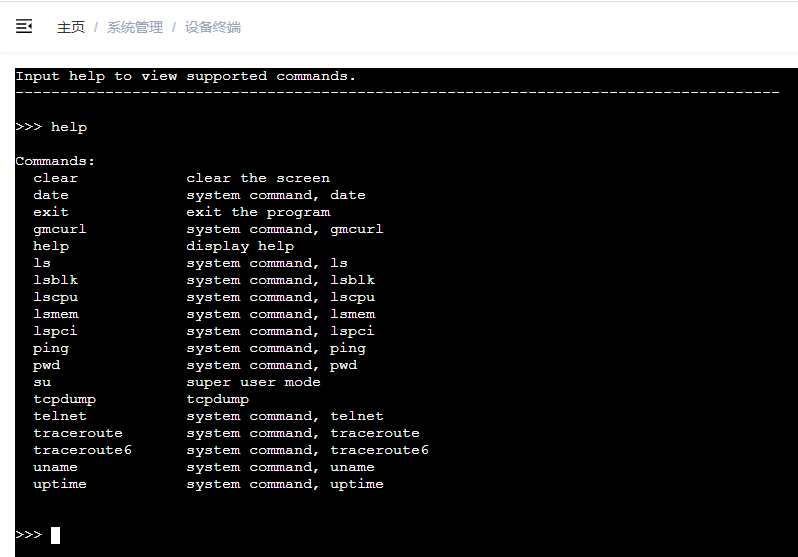 主页 / 系统管理 / 设备终端
Input help to view supported commands.
-------------------------------------------------------------------------------------
>>> help
Commands:
clear clear the screen
date system command, date
exit exit the program
gmcurl system command, gmcurl
help display help
ls system command, ls
lsblk system command, lsblk
lscpu system command, lscpu
lsmem system command, lsmem
lspci system command, lspci
ping system command, ping
pwd system command, pwd
su super user mode
tcpdump tcpdump
telnet system command, telnet
traceroute system command, traceroute
traceroute6 system command, traceroute6
uname system command, uname
uptime system command, uptime
>>>